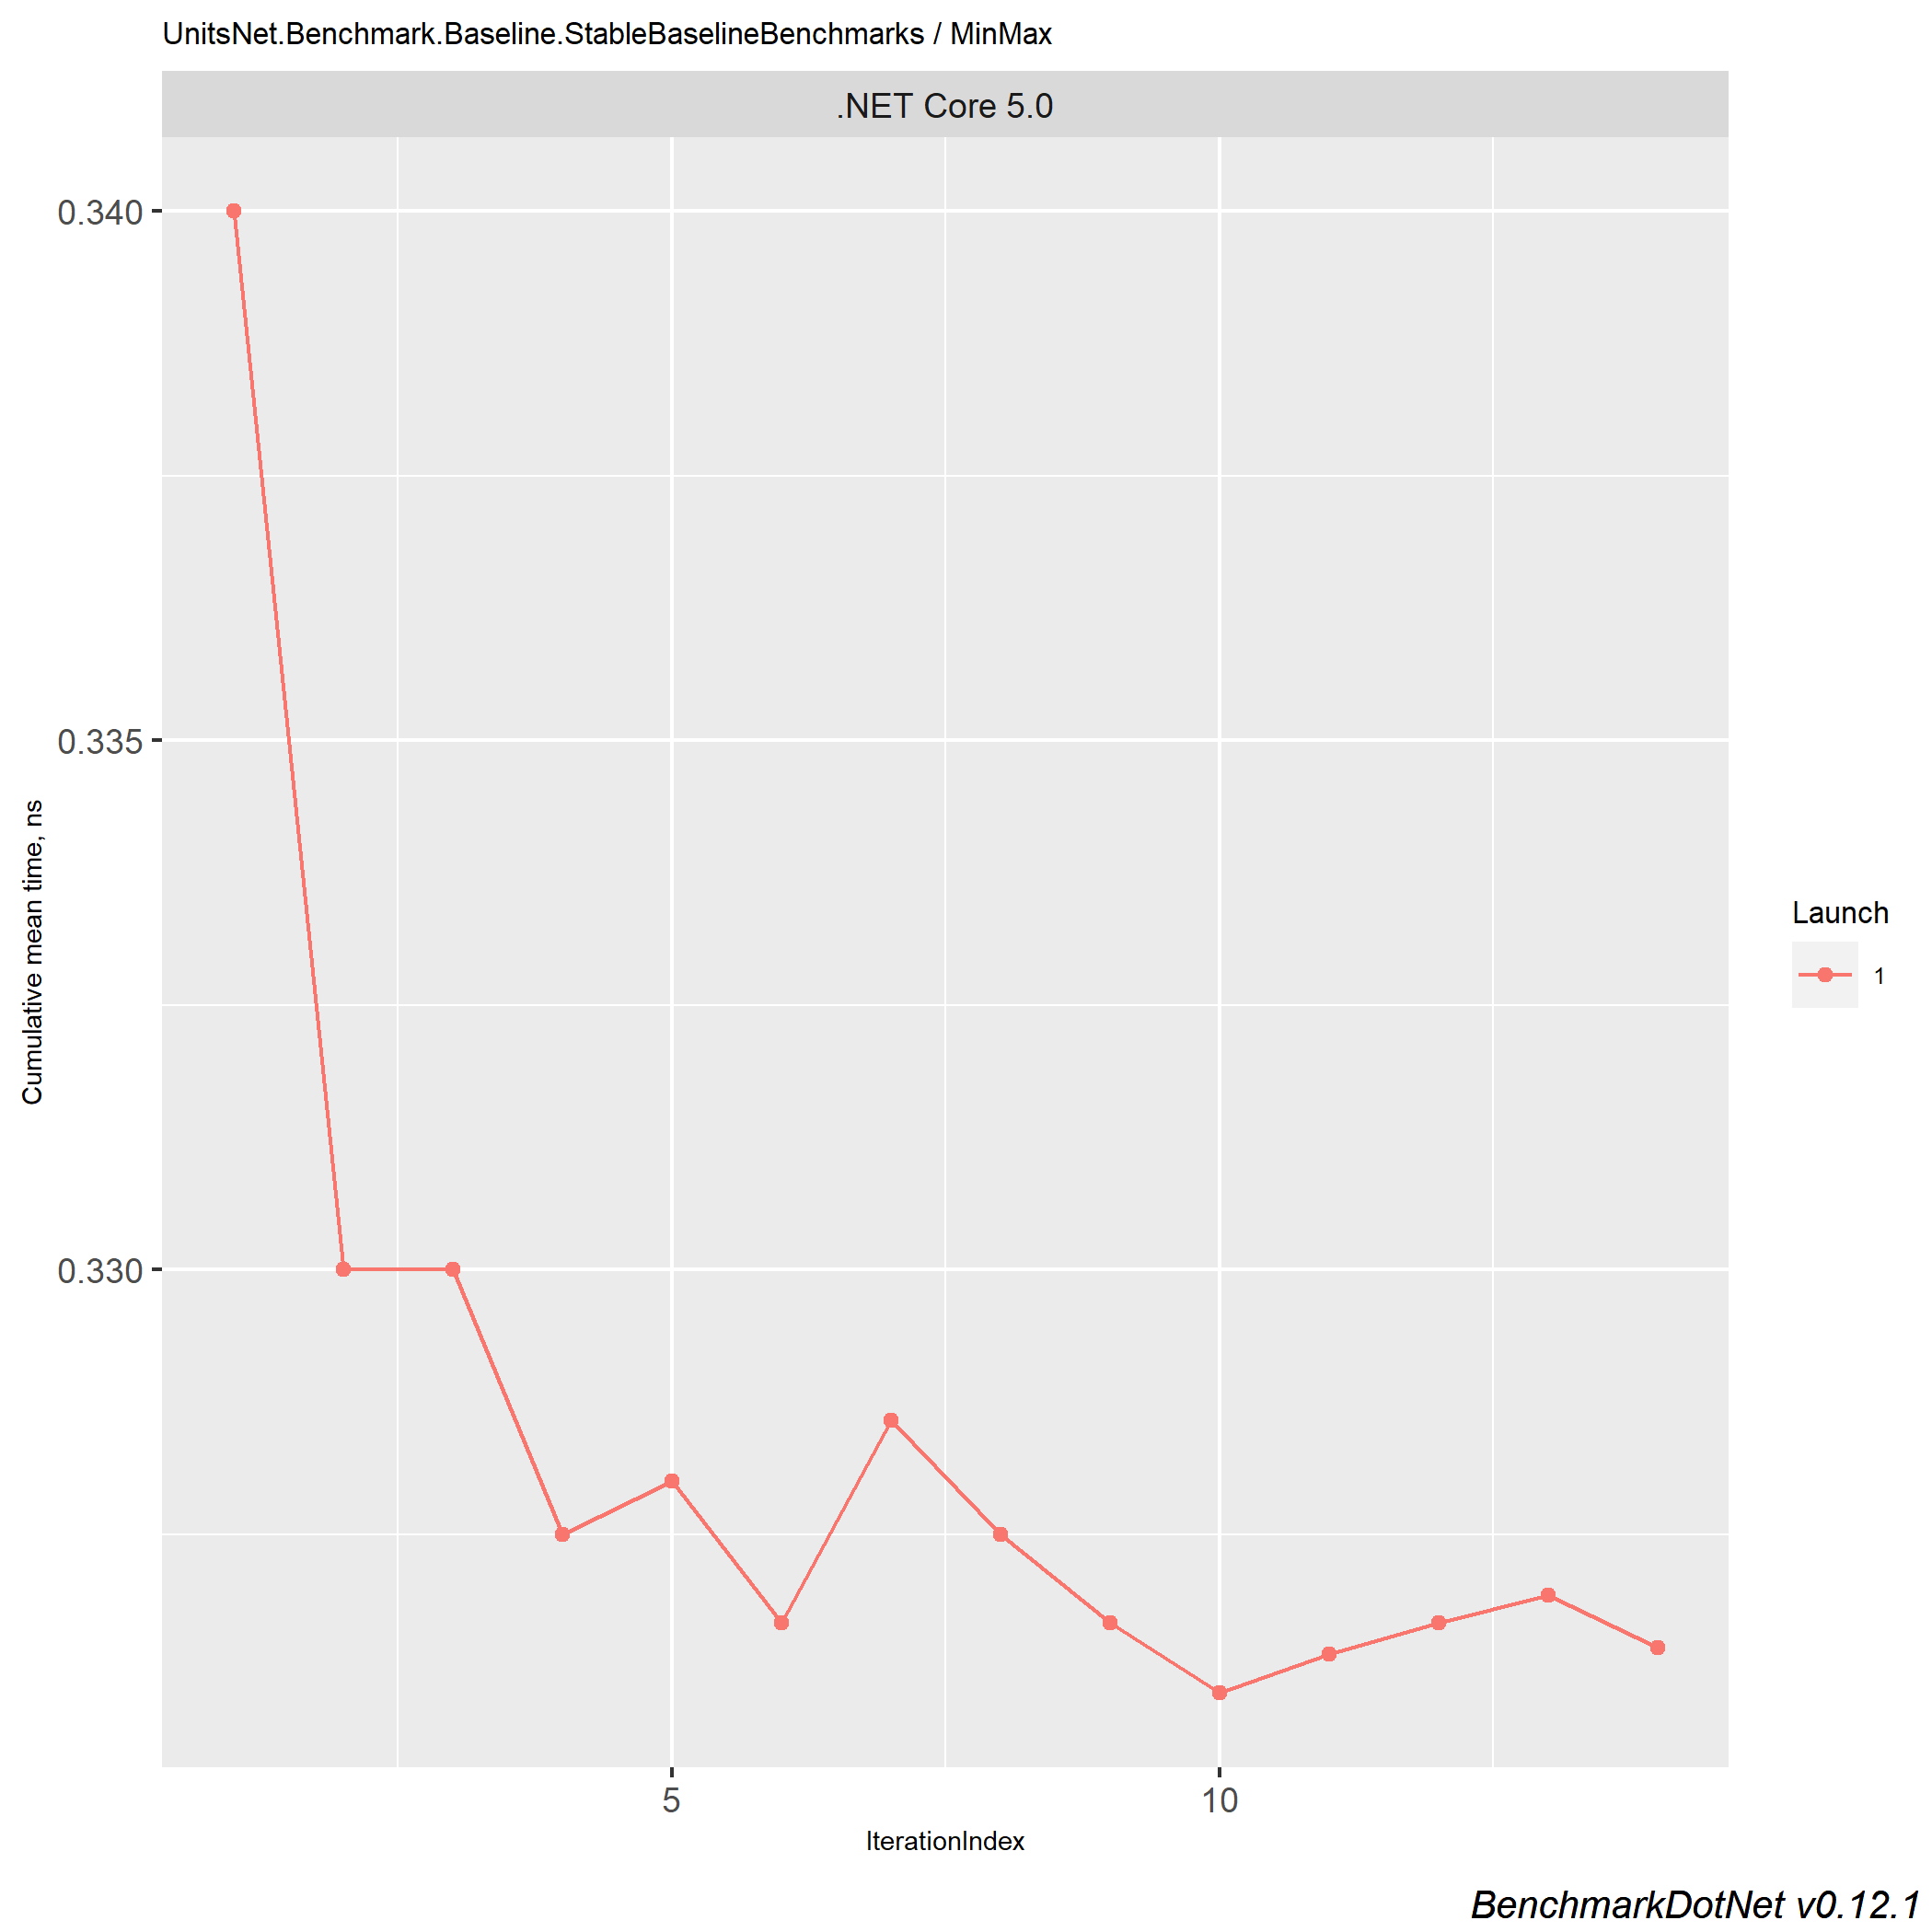 UnitsNet.Benchmark.Baseline.StableBaselineBenchmarks / MinMax
.NET Core 5.0
0.340
0.335
0.330
Cumulative mean time, ns
5
10
IterationIndex
Launch
1
BenchmarkDotNet v0.12.1